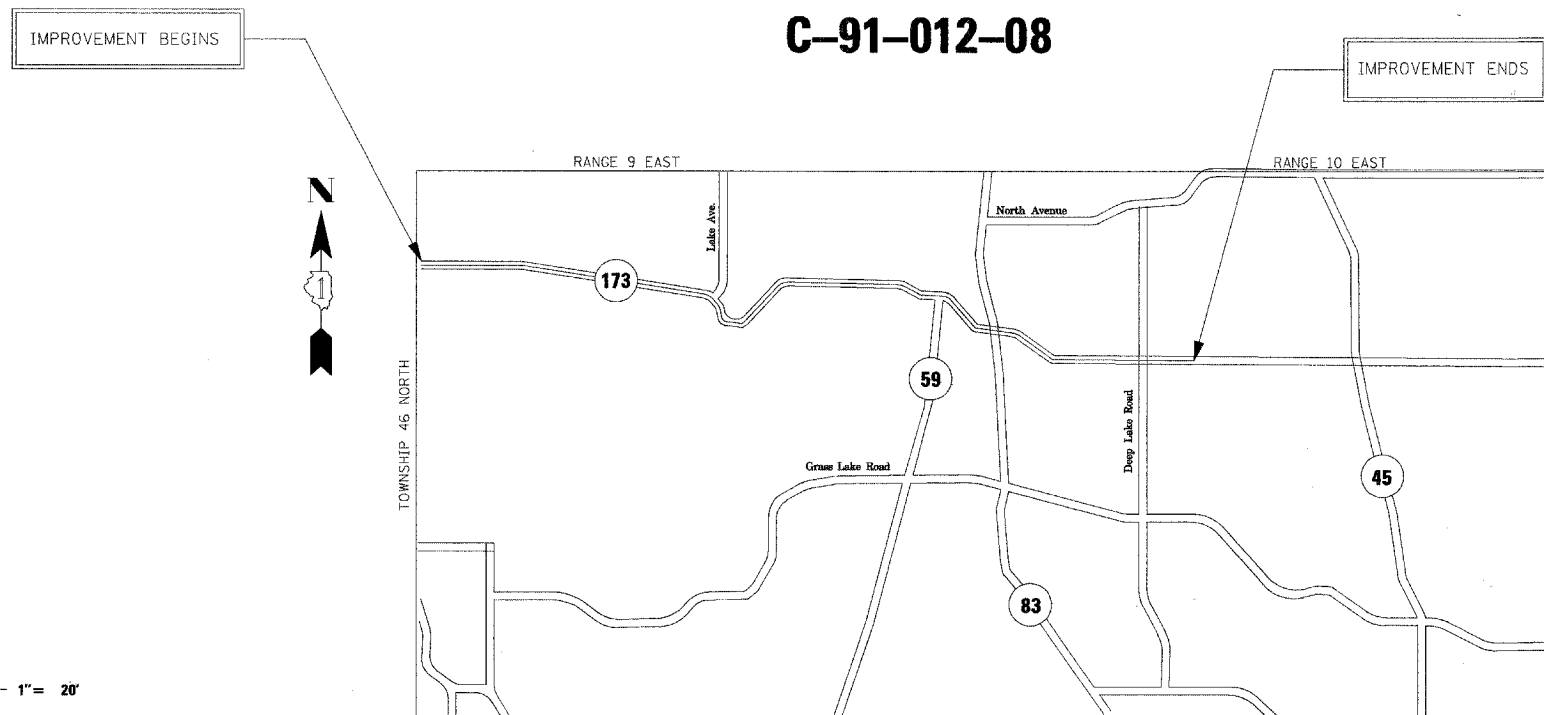 C-91-012-08
IMPROVEMENT BEGINS
IMPROVEMENT ENDS
RANGE 9 EAST
RANGE 10 EAST
N
Lake Ave.
North Avenue
173
1
TOWNSHIP 46 NORTH
59
Deep Lake Road
Grass Lake Road
45
83
- 1"= 20'